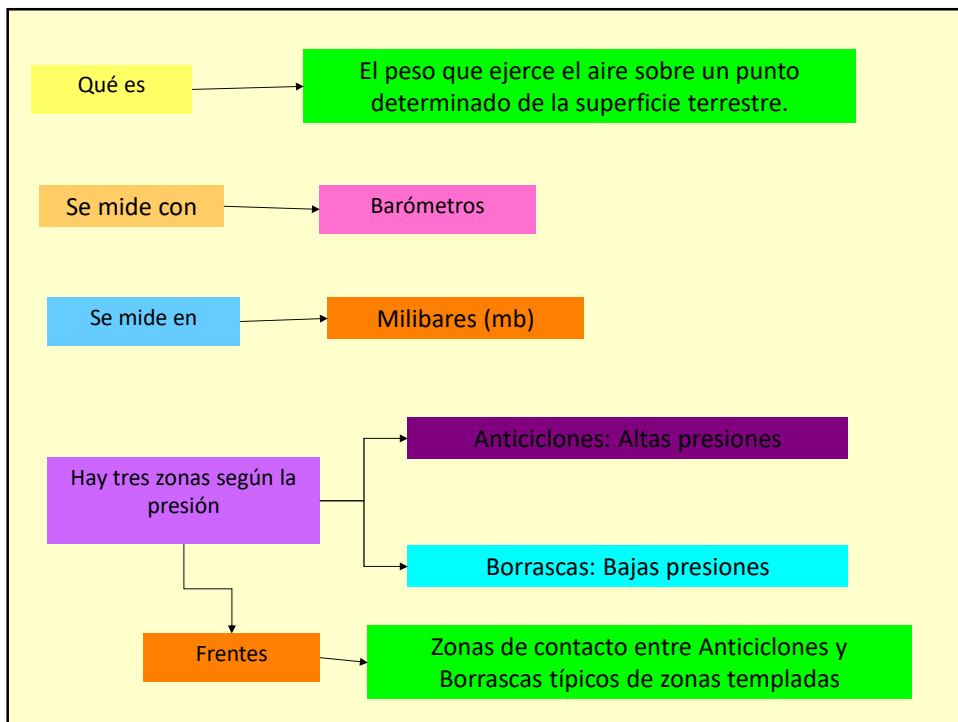 Qué es
El peso que ejerce el aire sobre un punto
determinado de la superficie terrestre.
Se mide con
Barómetros
Se mide en
Milibares (mb)
Hay tres zonas según la
presión
Anticiclones: Altas presiones
Borrascas: Bajas presiones
Frentes
Zonas de contacto entre Anticiclones y
Borrascas típicos de zonas templadas